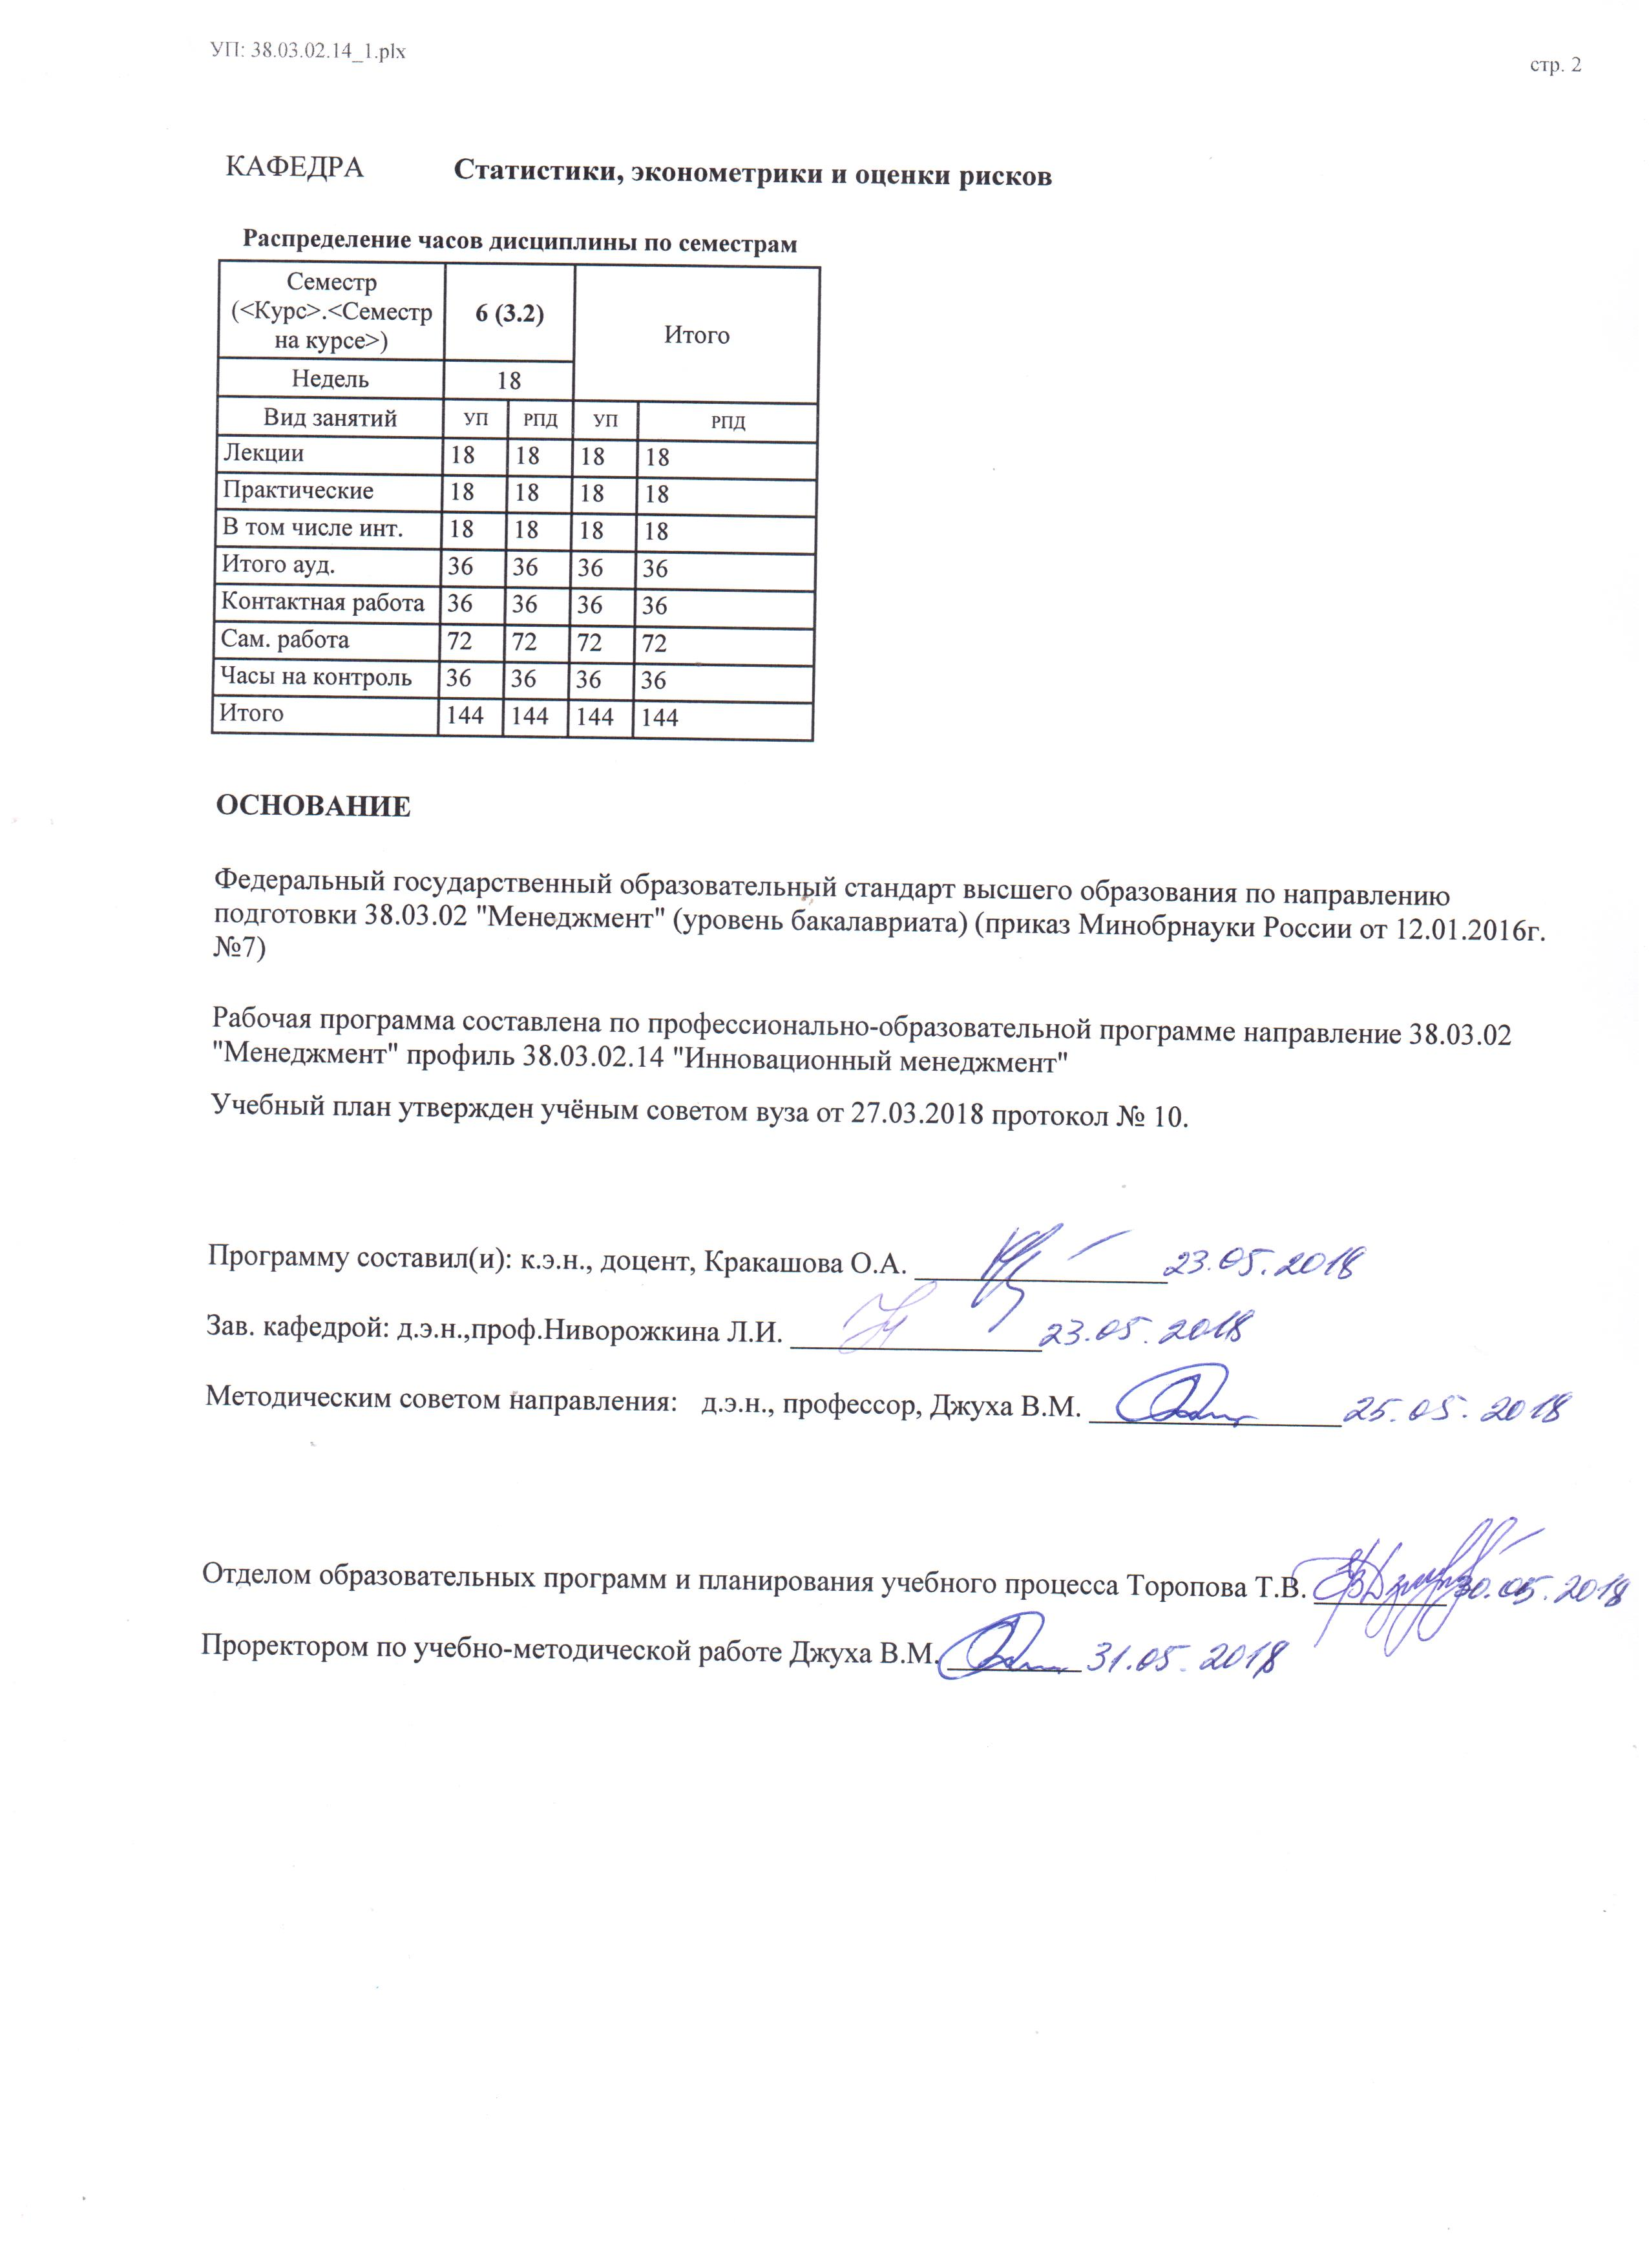 УП: 38.03.02.14_1.plx
стр. 2
КАФЕДРА Статистики, эконометрики и оценки рисков
Распределение часов дисциплины по семестрам
Семестр
(<Курс>.<Семестр
на курсе>)
6 (3.2)
Итого
Недель 18
Вид занятий УП РПД УП РПД
Лекции 18 18 18 18
Практические 18 18 18 18
В том числе инт. 18 18 18 18
Итого ауд. 36 36 36 36
Контактная работа 36 36 36 36
Сам. работа 72 72 72 72
Часы на контроль 36 36 36 36
Итого 144 144 144 144
ОСНОВАНИЕ
Федеральный государственный образовательный стандарт высшего образования по направлению
подготовки 38.03.02 "Менеджмент" (уровень бакалавриата) (приказ Минобрнауки России от 12.01.2016г.
№7)
Рабочая программа составлена по профессионально-образовательной программе направление 38.03.02
"Менеджмент" профиль 38.03.02.14 "Инновационный менеджмент"
Учебный план утвержден учёным советом вуза от 27.03.2018 протокол № 10.
Программу составил(и): к.э.н., доцент, Кракашова О.А. 23.05.2018
Зав. кафедрой: д.э.н.,проф.Ниворожкина Л.И. 23.05.2018
Методическим советом направления: д.э.н., профессор, Джуха В.М. 25.05.2018
Отделом образовательных программ и планирования учебного процесса Торопова Т.В. 30.05.2018
Проректором по учебно-методической работе Джуха В.М. 31.05.2018